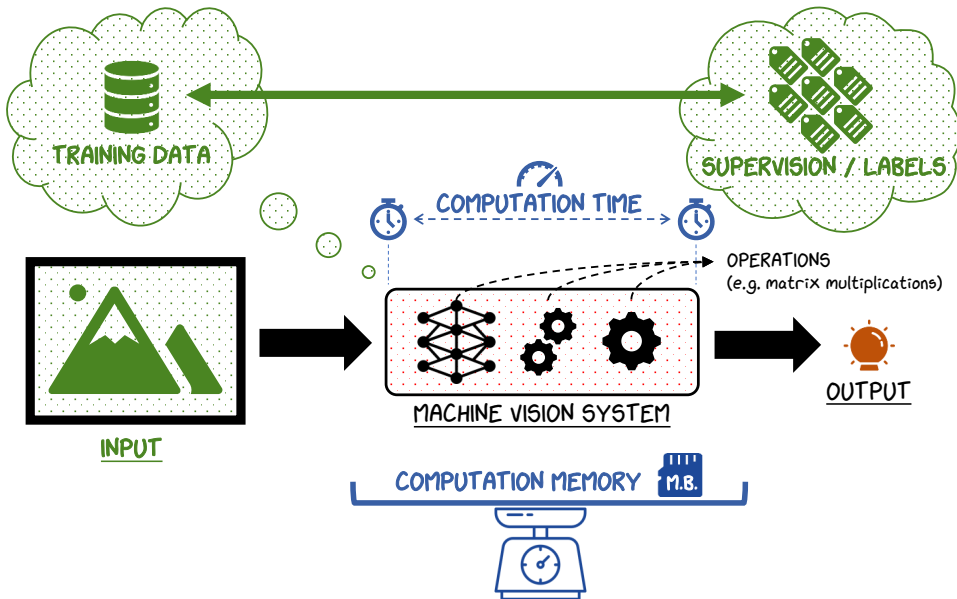 TRAINING DATA
SUPERVISION / LABELS
COMPUTATION TIME
OPERATIONS
(e.g. matrix multiplications)
MACHINE VISION SYSTEM
OUTPUT
INPUT
COMPUTATION MEMORY
M.B.